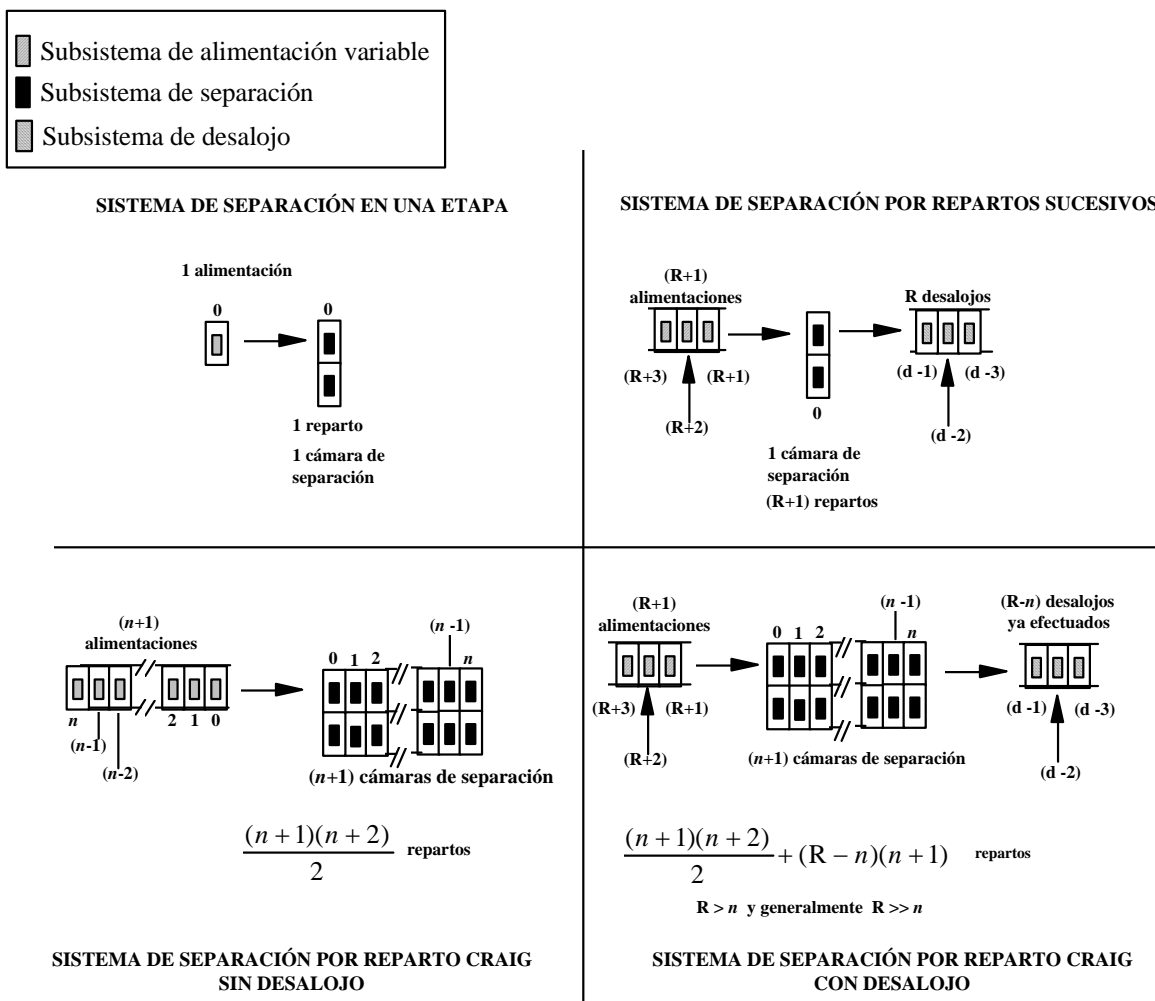 Subsistema de alimentación variable
Subsistema de separación
Subsistema de desalojo
SISTEMA DE SEPARACIÓN EN UNA ETAPA
1 alimentación
0
0
1 reparto
1 cámara de
separación
SISTEMA DE SEPARACIÓN POR REPARTOS SUCESIVOS
(R+1)
alimentaciones
R desalojos
(R+3)
(R+1)
(d -1)
(d -3)
(R+2)
0
(d -2)
1 cámara de
separación
(R+1) repartos
(n+1)
alimentaciones
(n -1)
0 1 2
n
n
2 1 0
(n-1)
(n-2)
(n+1) cámaras de separación
(n+1)(n+2)
2
repartos
SISTEMA DE SEPARACIÓN POR REPARTO CRAIG
SIN DESALOJO
(R+1)
alimentaciones
(n -1)
(R-n) desalojos
ya efectuados
0 1 2
n
(R+3)
(R+1)
(d -1)
(d -3)
(R+2)
(n+1) cámaras de separación
(d -2)
(n+1)(n+2)
2
+ (R − n)(n+1)
repartos
R > n y generalmente R >> n
SISTEMA DE SEPARACIÓN POR REPARTO CRAIG
CON DESALOJO